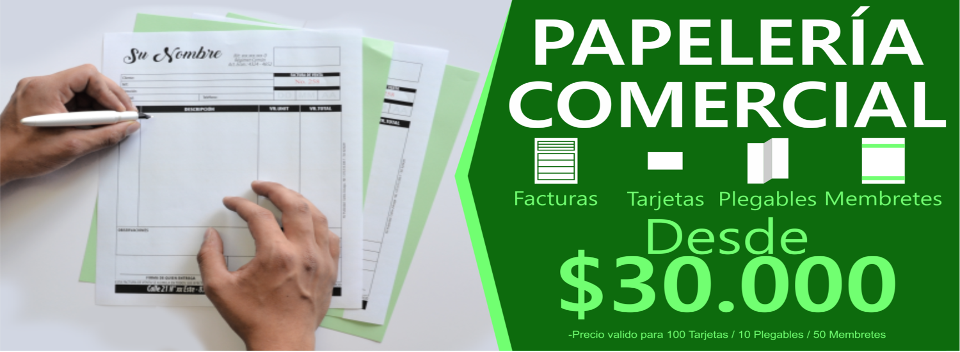 Su Nombre
DESCRIPCIÓN VR. UNIT VR. TOTAL
OBSERVACIONES
PAPELERÍA
COMERCIAL
Facturas Tarjetas Plegables Membretes
Desde
$30.000
-Precio valido para 100 Tarjetas / 10 Plegables / 50 Membretes